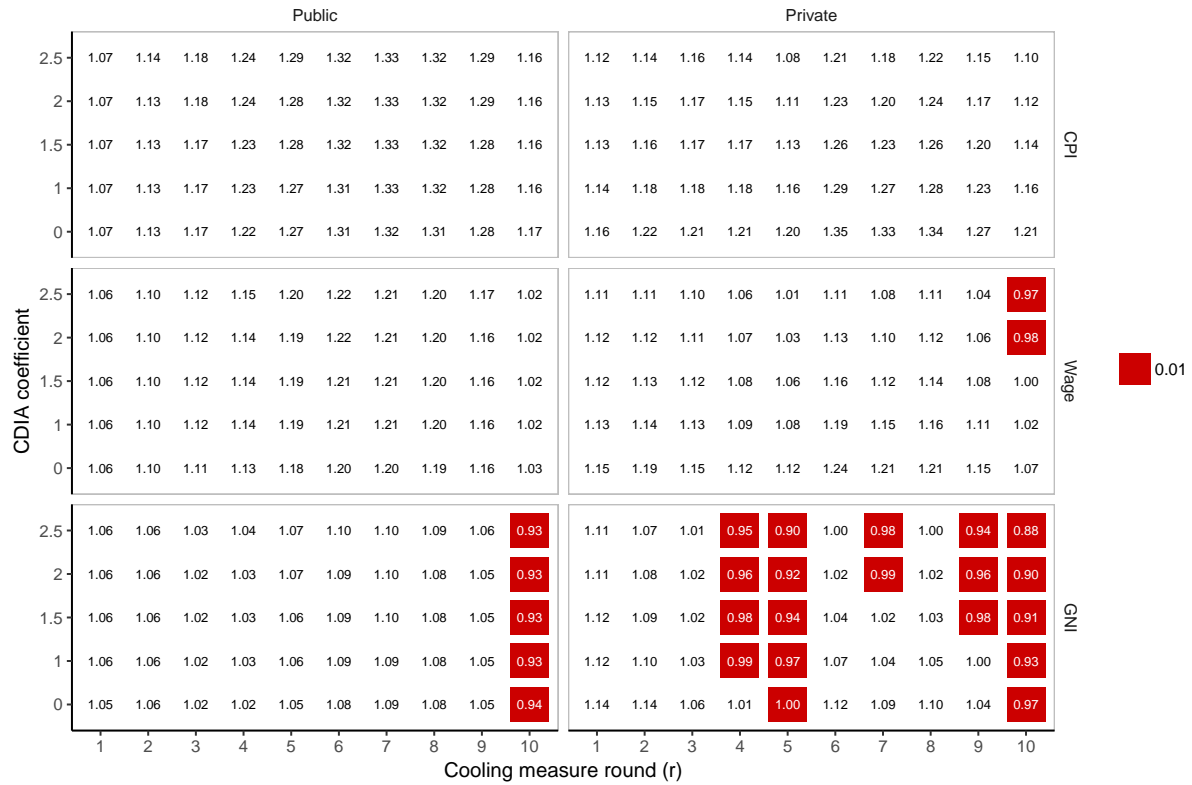 Public Private
2.5 1.07 1.14 1.18 1.24 1.29 1.32 1.33 1.32 1.29 1.16 1.12 1.14 1.16 1.14 1.08 1.21 1.18 1.22 1.15 1.10
2 1.07 1.13 1.18 1.24 1.28 1.32 1.33 1.32 1.29 1.16 1.13 1.15 1.17 1.15 1.11 1.23 1.20 1.24 1.17 1.12
1.5 1.07 1.13 1.17 1.23 1.28 1.32 1.33 1.32 1.28 1.16 1.13 1.16 1.17 1.17 1.13 1.26 1.23 1.26 1.20 1.14
CPI
1 1.07 1.13 1.17 1.23 1.27 1.31 1.33 1.32 1.28 1.16 1.14 1.18 1.18 1.18 1.16 1.29 1.27 1.28 1.23 1.16
0 1.07 1.13 1.17 1.22 1.27 1.31 1.32 1.31 1.28 1.17 1.16 1.22 1.21 1.21 1.20 1.35 1.33 1.34 1.27 1.21
2.5 1.06 1.10 1.12 1.15 1.20 1.22 1.21 1.20 1.17 1.02 1.11 1.11 1.10 1.06 1.01 1.11 1.08 1.11 1.04 0.97
2 1.06 1.10 1.12 1.14 1.19 1.22 1.21 1.20 1.16 1.02 1.12 1.12 1.11 1.07 1.03 1.13 1.10 1.12 1.06 0.98
CDIA coefficient
1.5 1.06 1.10 1.12 1.14 1.19 1.21 1.21 1.20 1.16 1.02 1.12 1.13 1.12 1.08 1.06 1.16 1.12 1.14 1.08 1.00
Wage
0.01
1 1.06 1.10 1.12 1.14 1.19 1.21 1.21 1.20 1.16 1.02 1.13 1.14 1.13 1.09 1.08 1.19 1.15 1.16 1.11 1.02
0 1.06 1.10 1.11 1.13 1.18 1.20 1.20 1.19 1.16 1.03 1.15 1.19 1.15 1.12 1.12 1.24 1.21 1.21 1.15 1.07
2.5 1.06 1.06 1.03 1.04 1.07 1.10 1.10 1.09 1.06 0.93 1.11 1.07 1.01 0.95 0.90 1.00 0.98 1.00 0.94 0.88
2 1.06 1.06 1.02 1.03 1.07 1.09 1.10 1.08 1.05 0.93 1.11 1.08 1.02 0.96 0.92 1.02 0.99 1.02 0.96 0.90
1.5 1.06 1.06 1.02 1.03 1.06 1.09 1.10 1.08 1.05 0.93 1.12 1.09 1.02 0.98 0.94 1.04 1.02 1.03 0.98 0.91
GNI
1 1.06 1.06 1.02 1.03 1.06 1.09 1.09 1.08 1.05 0.93 1.12 1.10 1.03 0.99 0.97 1.07 1.04 1.05 1.00 0.93
0 1.05 1.06 1.02 1.02 1.05 1.08 1.09 1.08 1.05 0.94 1.14 1.14 1.06 1.01 1.00 1.12 1.09 1.10 1.04 0.97
1 2 3 4 5 6 7 8 9 10 1 2 3 4 5 6 7 8 9 10
Cooling measure round (r)